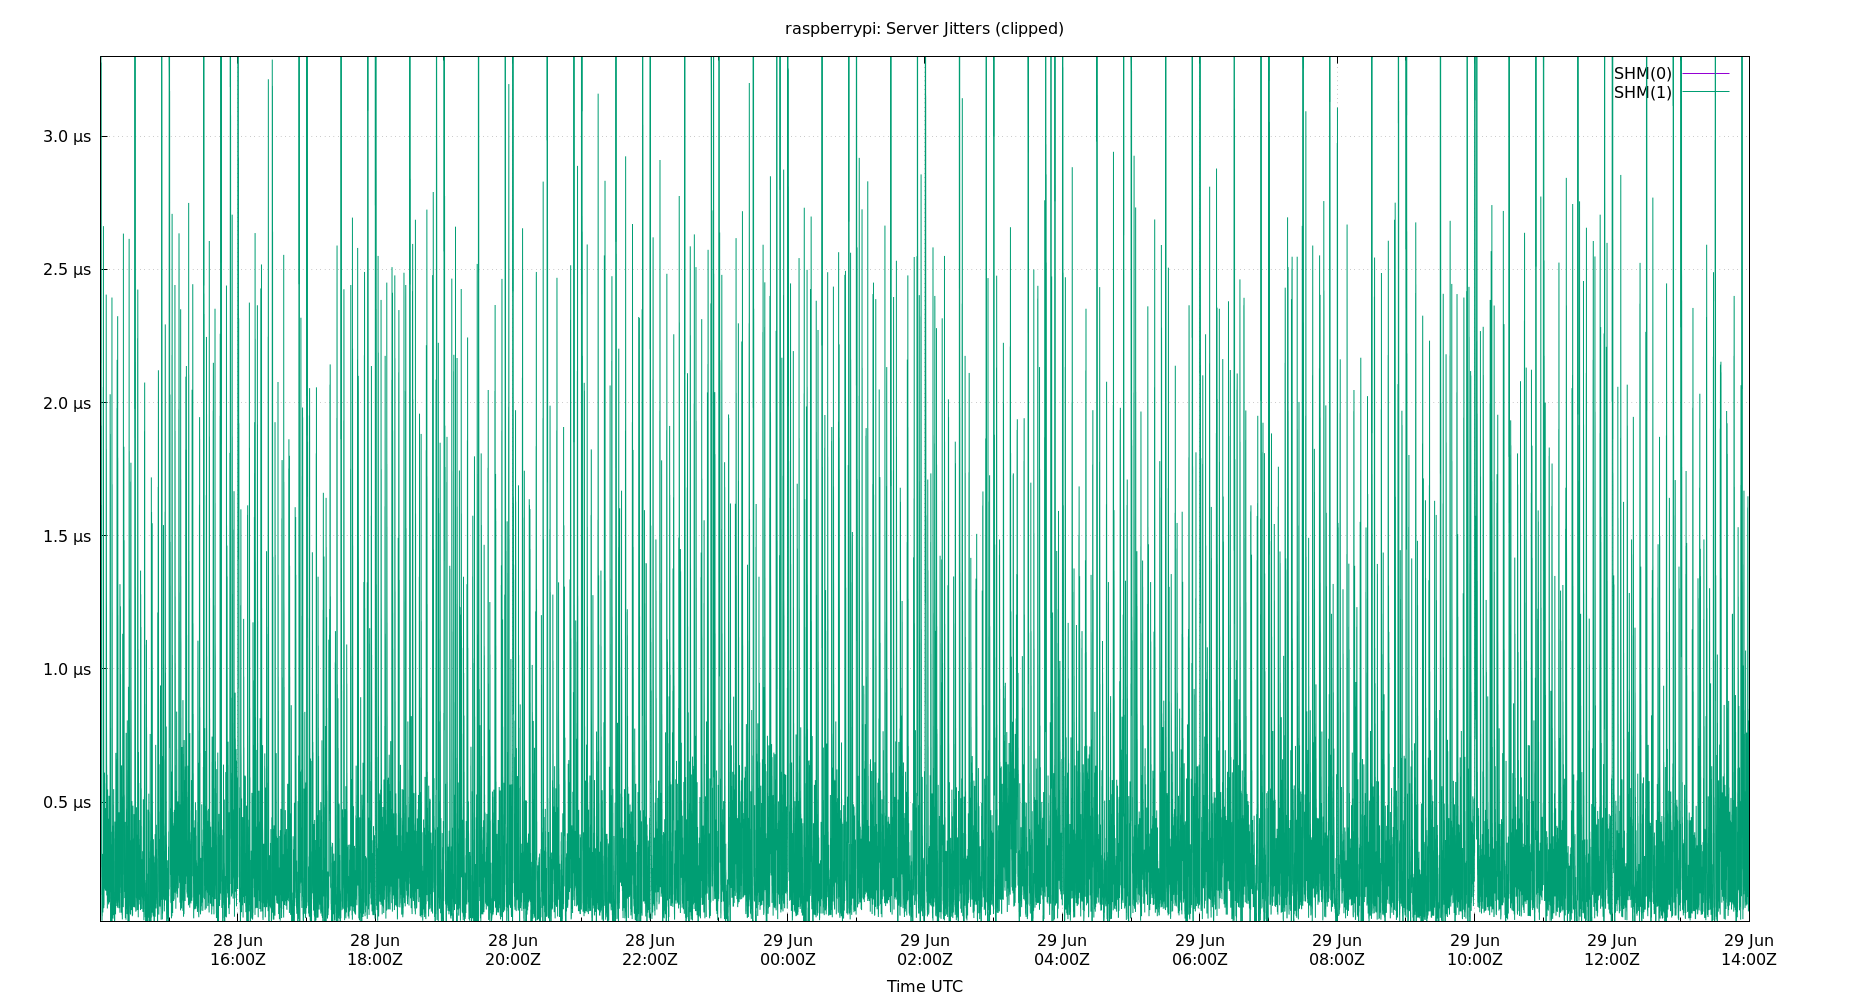 raspberrypi: Server Jitters (clipped)
SHM(0)
SHM(1)
3.0 µs
2.5 µs
2.0 µs
1.5 µs
1.0 µs
0.5 µs
28 Jun 28 Jun 28 Jun 28 Jun 29 Jun 29 Jun 29 Jun 29 Jun 29 Jun 29 Jun 29 Jun 29 Jun
16:00Z 18:00Z 20:00Z 22:00Z 00:00Z 02:00Z 04:00Z 06:00Z 08:00Z 10:00Z 12:00Z 14:00Z
Time UTC